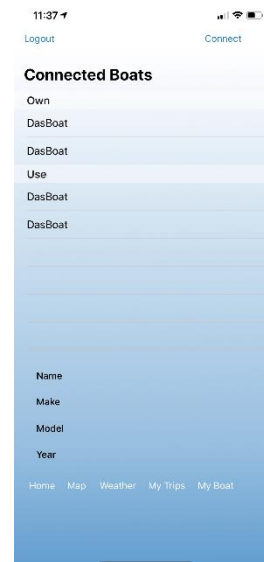 11:37
Logout Connect
Connected Boats
Own
DasBoat
DasBoat
Use
DasBoat
DasBoat
Name
Make
Model
Year
Home Map Weather My Trips My Boat